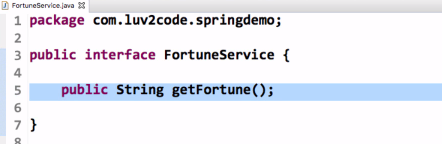 FortuneService.java
1 package com.luv2code.springdemo;
2
3 public interface FortuneService {
4
5 public String getFortune();
6
7 }
8